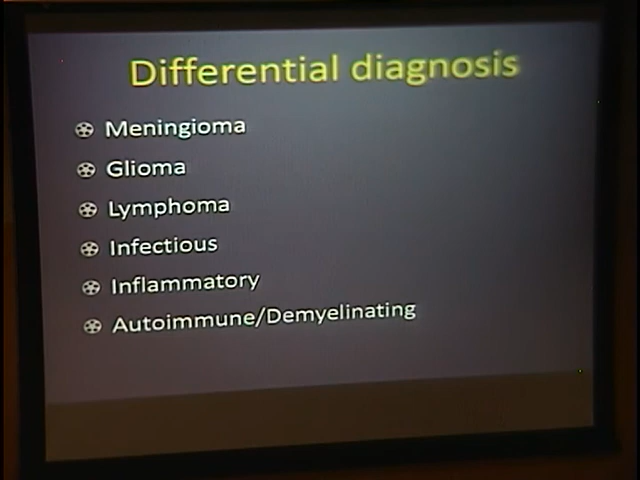 Differential diagnosis
Meningioma
Glioma
Lymphoma
Infectious
Inflammatory
Autoimmune/Demyelinating